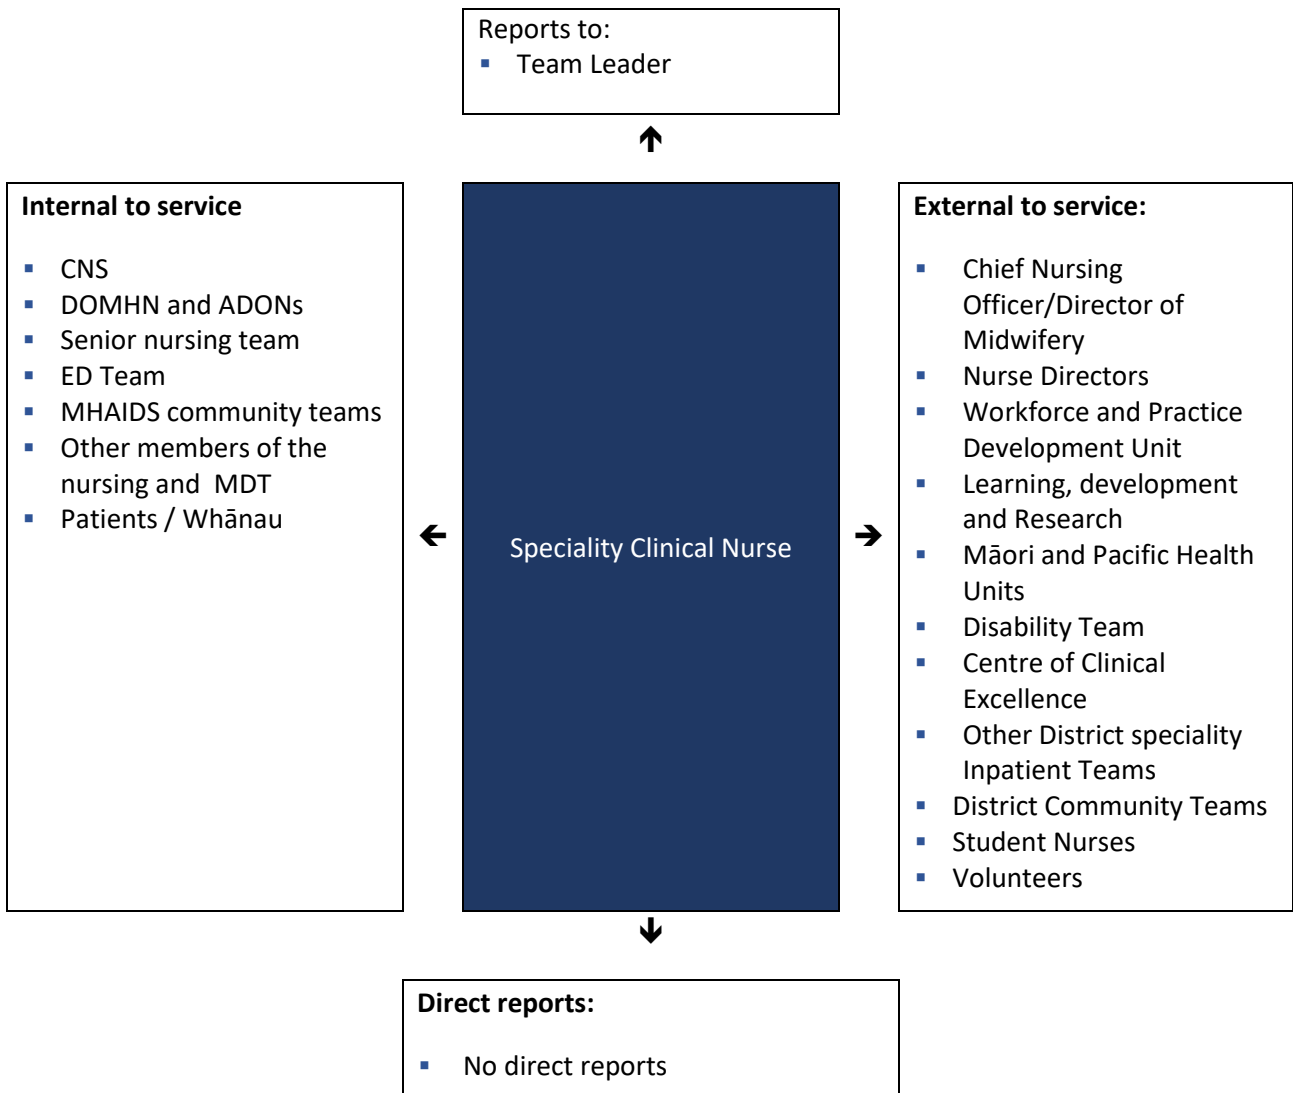 Reports to:
▪ Team Leader
Internal to service
▪ CNS
▪ DOMHN and ADONs
▪ Senior nursing team
▪ ED Team
▪ MHAIDS community teams
▪ Other members of the
nursing and  MDT
▪ Patients / Whānau
Speciality Clinical Nurse
External to service:
▪ Chief Nursing
Officer/Director of
Midwifery
▪ Nurse Directors
▪ Workforce and Practice
Development Unit
▪ Learning, development
and Research
▪ Māori and Pacific Health
Units
▪ Disability Team
▪ Centre of Clinical
Excellence
▪ Other District speciality
Inpatient Teams
▪ District Community Teams
▪ Student Nurses
▪ Volunteers
Direct reports:
▪ No direct reports